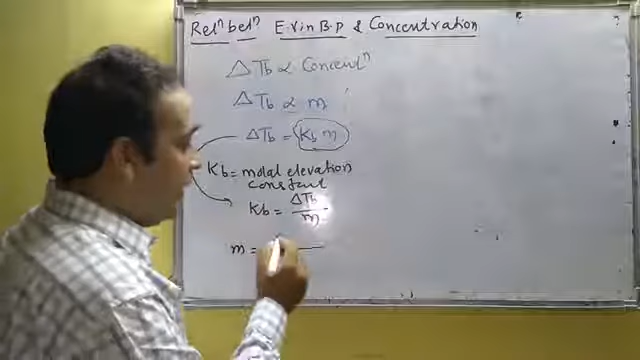 Relⁿ betⁿ E.V in B.P & Concentration
ΔTb ∝ Concentⁿ
ΔTb ∝ m
ΔTb = Kb m
Kb = molal elevation
constant
Kb = ΔTb / m
m =